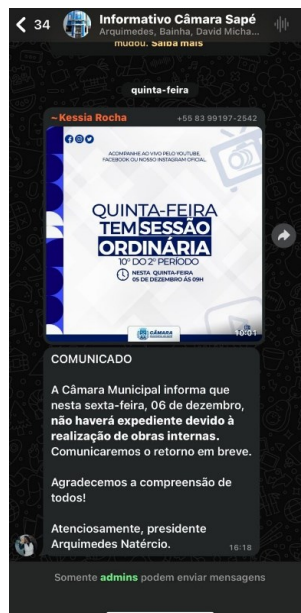 34
Informativo Câmara Sapé
Arquimedes, Bainha, David Micha...
mudou. Saiba mais
quinta-feira
~Kessia Rocha
+55 83 99197-2542
ACOMPANHE AO VIVO PELO YOUTUBE,
FACEBOOK OU NOSSO INSTAGRAM OFICIAL
QUINTA-FEIRA
TEM SESSÃO
ORDINÁRIA
10º DO 2º PERÍODO
NESTA QUINTA-FEIRA
05 DE DEZEMBRO ÀS 09H
CÂMARA
10:01
COMUNICADO
A Câmara Municipal informa que
nesta sexta-feira, 06 de dezembro,
não haverá expediente devido à
realização de obras internas.
Comunicaremos o retorno em breve.
Agradecemos a compreensão de
todos!
Atenciosamente, presidente
Arquimedes Natércio.
16:18
Somente admins podem enviar mensagens